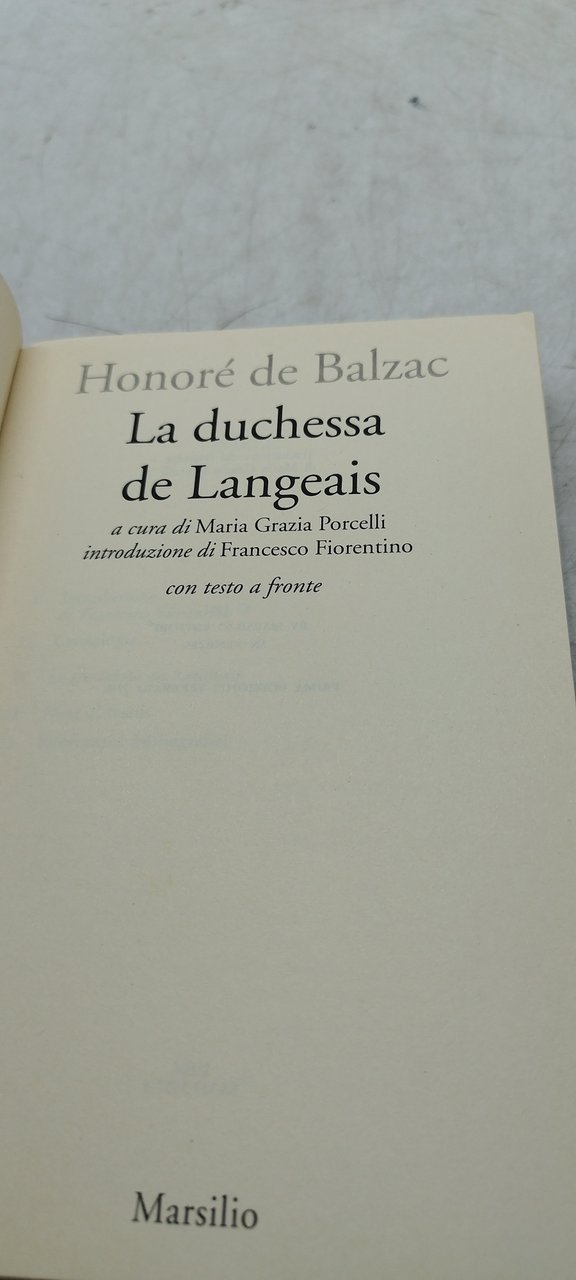 Honoré de Balzac
La duchessa
de Langeais
a cura di Maria Grazia Porcelli
introduzione di Francesco Fiorentino
con testo a fronte
Marsilio